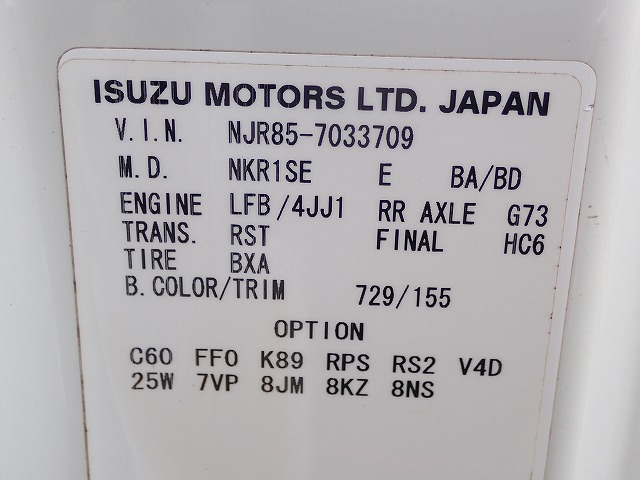 ISUZU MOTORS LTD. JAPAN
V.I.N. NJR85-7033709
M.D. NKR1SE E BA/BD
ENGINE LFB/4JJ1 RR AXLE G73
TRANS. RST FINAL HC6
TIRE BXA
B.COLOR/TRIM 729/155
OPTION
C60 FF0 K89 RPS RS2 V4D
25W 7VP 8JM 8KZ 8NS